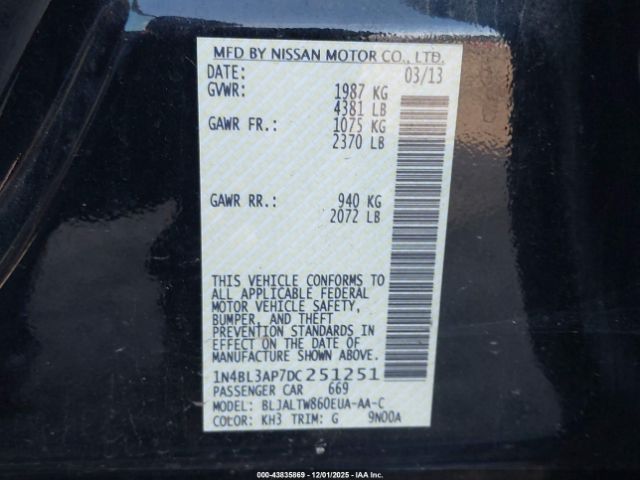 MFD BY NISSAN MOTOR CO., LTD.
DATE: 03/13
GVWR: 1987 KG
4381 LB
GAWR FR.: 1075 KG
2370 LB
GAWR RR.: 940 KG
2072 LB
THIS VEHICLE CONFORMS TO
ALL APPLICABLE FEDERAL
MOTOR VEHICLE SAFETY,
BUMPER, AND THEFT
PREVENTION STANDARDS IN
EFFECT ON THE DATE OF
MANUFACTURE SHOWN ABOVE.
1N4BL3AP7DC251251
PASSENGER CAR 669
MODEL: BLJALTW860EUA-AA-C
COLOR: KH3 TRIM: G 9N00A
000-43835869 - 12/01/2025 - IAAI, Inc.